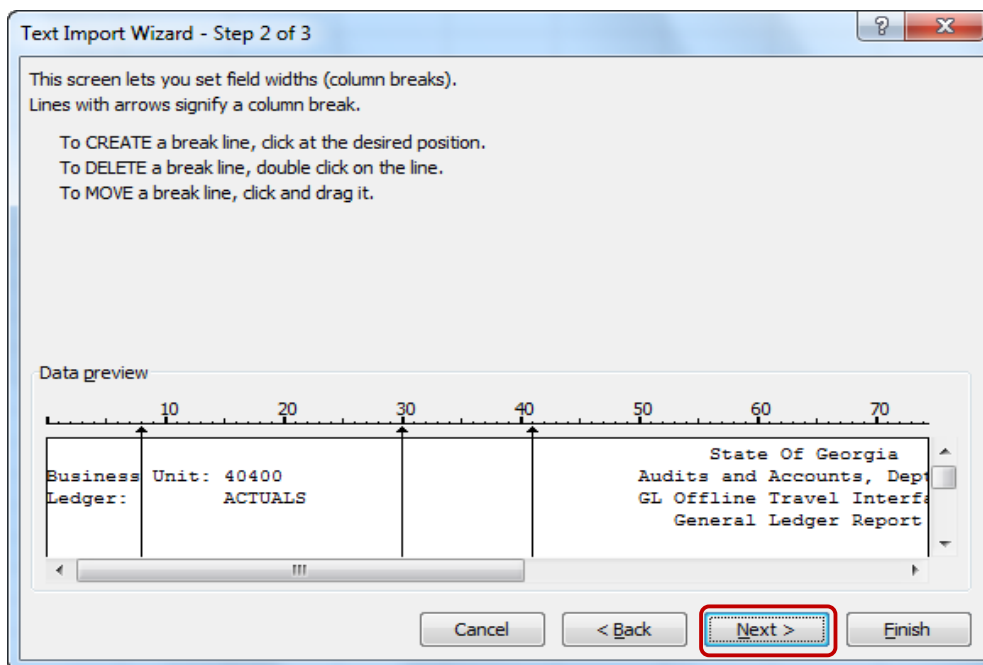 Text Import Wizard - Step 2 of 3
This screen lets you set field widths (column breaks).
Lines with arrows signify a column break.
To CREATE a break line, click at the desired position.
To DELETE a break line, double click on the line.
To MOVE a break line, click and drag it.
Data preview
10 20 30 40 50 60 70
State Of Georgia
Business Unit: 40400 Audits and Accounts, Dept
Ledger: ACTUALS GL Offline Travel Interfa
General Ledger Report
Cancel < Back Next > Finish